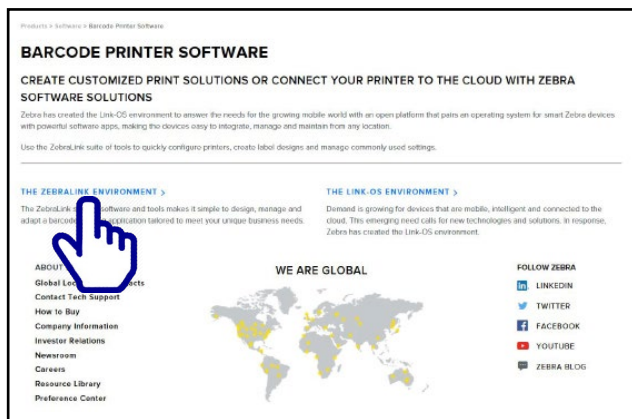 Products > Software > Barcode Printer Software
BARCODE PRINTER SOFTWARE
CREATE CUSTOMIZED PRINT SOLUTIONS OR CONNECT YOUR PRINTER TO THE CLOUD WITH ZEBRA
SOFTWARE SOLUTIONS
Zebra has created the Link-OS environment to answer the needs for the growing mobile world with an open platform that pairs an operating system for smart Zebra devices
with powerful software apps, making the devices easy to integrate, manage and maintain from any location.
Use the ZebraLink suite of tools to quickly configure printers, create label designs and manage commonly used settings.
THE ZEBRALINK ENVIRONMENT >
The ZebraLink software and tools makes it simple to design, manage and
adapt a barcode application tailored to meet your unique business needs.
THE LINK-OS ENVIRONMENT >
Demand is growing for devices that are mobile, intelligent and connected to the
cloud. This emerging need calls for new technologies and solutions. In response,
Zebra has created the Link-OS environment.
ABOUT
Global
Contact Tech Support
How to Buy
Company Information
Investor Relations
Newsroom
Careers
Resource Library
Preference Center
WE ARE GLOBAL
FOLLOW ZEBRA
LINKEDIN
TWITTER
FACEBOOK
YOUTUBE
ZEBRA BLOG